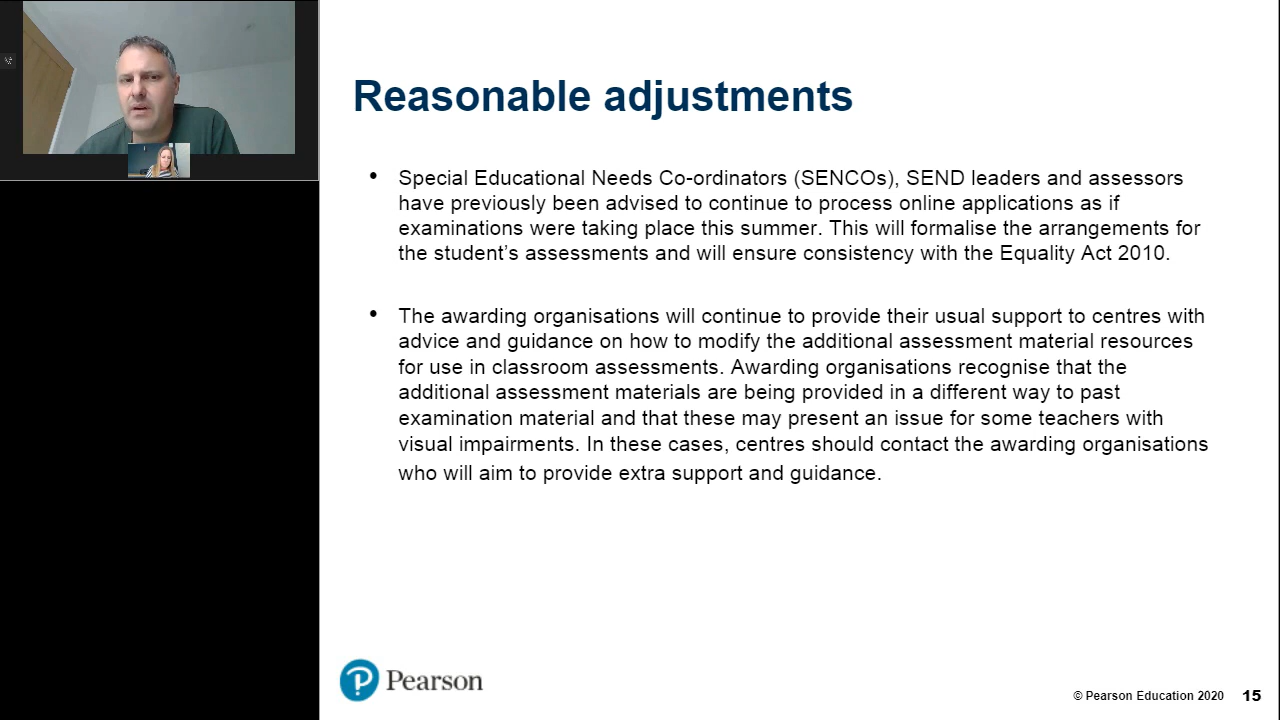 Reasonable adjustments
• Special Educational Needs Co-ordinators (SENCOs), SEND leaders and assessors
have previously been advised to continue to process online applications as if
examinations were taking place this summer. This will formalise the arrangements for
the student’s assessments and will ensure consistency with the Equality Act 2010.
• The awarding organisations will continue to provide their usual support to centres with
advice and guidance on how to modify the additional assessment material resources
for use in classroom assessments. Awarding organisations recognise that the
additional assessment materials are being provided in a different way to past
examination material and that these may present an issue for some teachers with
visual impairments. In these cases, centres should contact the awarding organisations
who will aim to provide extra support and guidance.
Pearson
© Pearson Education 2020 15